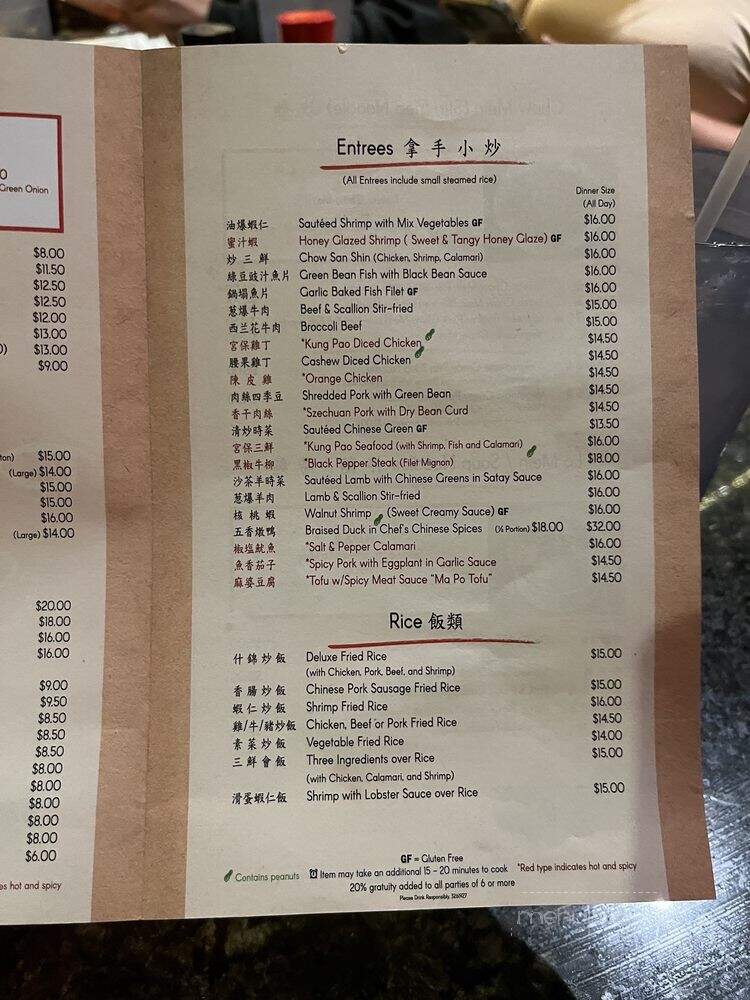 0
Green Onion
$8.00
$11.50
$12.50
$12.50
$12.00
$13.00
0) $13.00
$9.00
ton) $15.00
(Large) $14.00
$15.00
$15.00
$16.00
(Large) $14.00
$20.00
$18.00
$16.00
$16.00
$9.00
$9.50
$8.50
$8.50
$8.50
$8.00
$8.00
$8.00
$8.00
$8.00
$6.00
es hot and spicy
Entrees 拿手小炒
(All Entrees include small steamed rice)
Dinner Size
(All Day)
油爆蝦仁 Sautéed Shrimp with Mix Vegetables GF $16.00
蜜汁蝦 Honey Glazed Shrimp ( Sweet & Tangy Honey Glaze) GF $16.00
炒三鮮 Chow San Shin (Chicken, Shrimp, Calamari) $16.00
綠豆豉汁魚片 Green Bean Fish with Black Bean Sauce $16.00
鍋塌魚片 Garlic Baked Fish Filet GF $16.00
葱爆牛肉 Beef & Scallion Stir-fried $15.00
西兰花牛肉 Broccoli Beef $15.00
宮保雞丁 *Kung Pao Diced Chicken $14.50
腰果雞丁 Cashew Diced Chicken $14.50
陳皮雞 *Orange Chicken $14.50
肉絲四季豆 Shredded Pork with Green Bean $14.50
香干肉絲 *Szechuan Pork with Dry Bean Curd $14.50
清炒時菜 Sautéed Chinese Green GF $13.50
宮保三鮮 *Kung Pao Seafood (with Shrimp, Fish and Calamari) $16.00
黑椒牛柳 *Black Pepper Steak (Filet Mignon) $18.00
沙茶羊時菜 Sautéed Lamb with Chinese Greens in Satay Sauce $16.00
葱爆羊肉 Lamb & Scallion Stir-fried $16.00
核桃蝦 Walnut Shrimp (Sweet Creamy Sauce) GF $16.00
五香燉鴨 Braised Duck in Chef's Chinese Spices (½ Portion) $18.00 $32.00
椒塩魷魚 *Salt & Pepper Calamari $16.00
魚香茄子 *Spicy Pork with Eggplant in Garlic Sauce $14.50
麻婆豆腐 *Tofu w/Spicy Meat Sauce "Ma Po Tofu" $14.50
Rice 飯類
什錦炒飯 Deluxe Fried Rice $15.00
(with Chicken, Pork, Beef, and Shrimp)
香腸炒飯 Chinese Pork Sausage Fried Rice $15.00
蝦仁炒飯 Shrimp Fried Rice $16.00
雞/牛/豬炒飯 Chicken, Beef or Pork Fried Rice $14.50
素菜炒飯 Vegetable Fried Rice $14.00
三鮮會飯 Three Ingredients over Rice $15.00
(with Chicken, Calamari, and Shrimp)
滑蛋蝦仁飯 Shrimp with Lobster Sauce over Rice $15.00
GF = Gluten Free
Contains peanuts Item may take an additional 15 - 20 minutes to cook *Red type indicates hot and spicy
20% gratuity added to all parties of 6 or more
Please Drink Responsibly. 326927